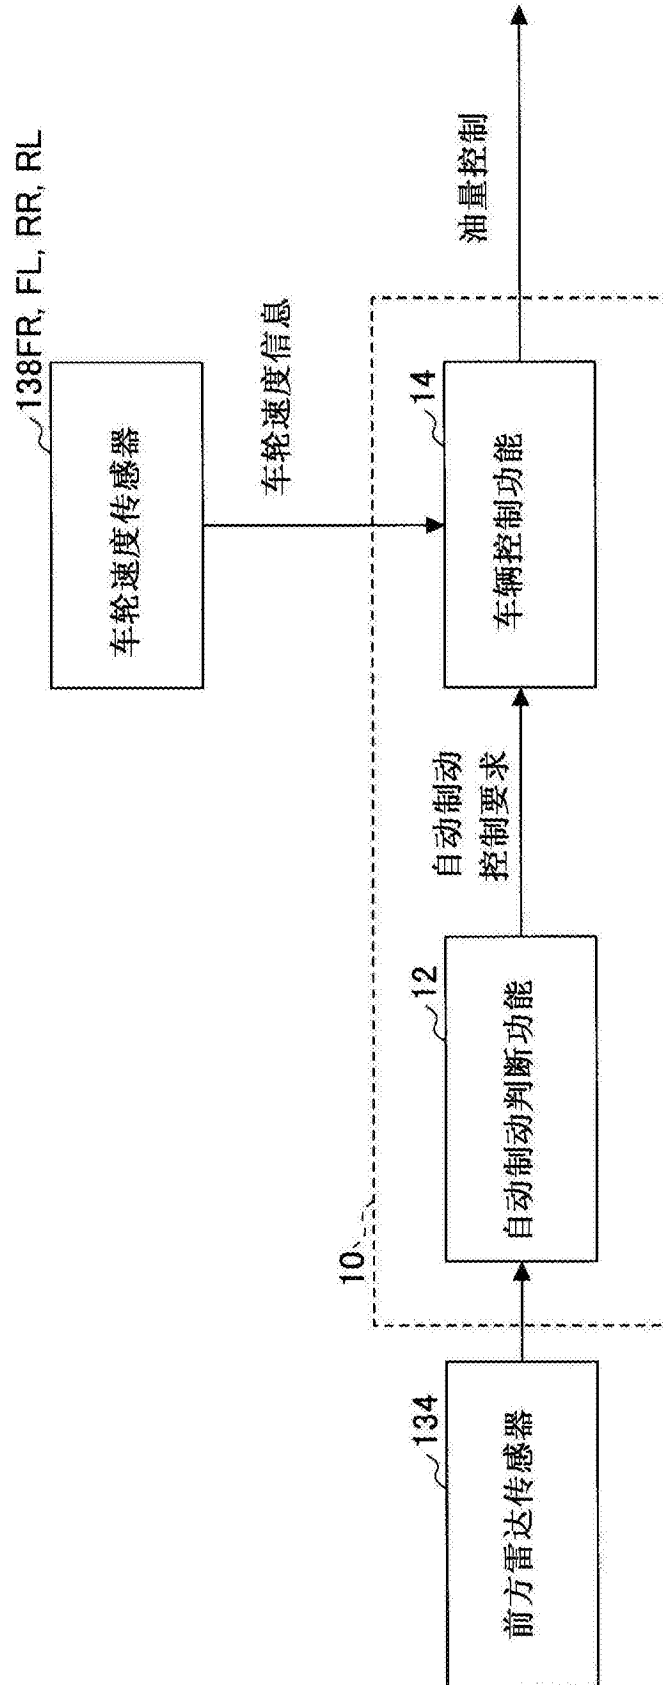 138FR, FL, RR, RL
车轮速度传感器
车轮速度信息
油量控制
10
134
前方雷达传感器
12
自动制动判断功能
自动制动
控制要求
14
车辆控制功能